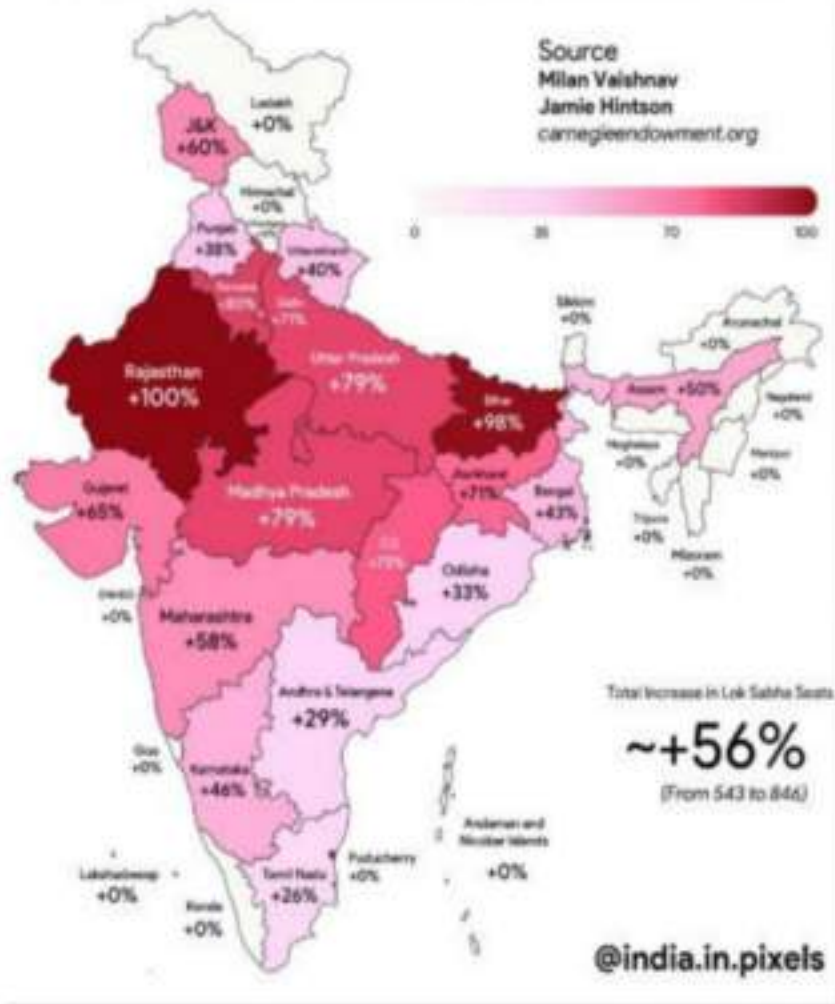 Source
Milan Vaishnav
Jamie Hintson
carnegieendowment.org
0 35 70 100
Ladakh
+0%
J&K
+60%
Himachal
+0%
Punjab
+38%
Uttarakhand
+40%
Haryana
Delhi
+71%
Rajasthan
+100%
Uttar Pradesh
+79%
Bihar
+98%
Sikkim
+0%
Arunachal
+0%
Assam +50%
Nagaland
+0%
Meghalaya
+0%
Manipur
+0%
Tripura
+0%
Mizoram
+0%
Gujarat
+65%
Madhya Pradesh
+79%
Jharkhand
+71%
Bengal
+43%
Odisha
+33%
+0%
Maharashtra
+58%
Andhra & Telangana
+29%
Goa
+0%
Karnataka
+46%
Total Increase in Lok Sabha Seats
~+56%
(From 543 to 846)
Andaman and
Nicobar Islands
+0%
Puducherry
+0%
Lakshadweep
+0%
Tamil Nadu
+26%
Kerala
+0%
@india.in.pixels